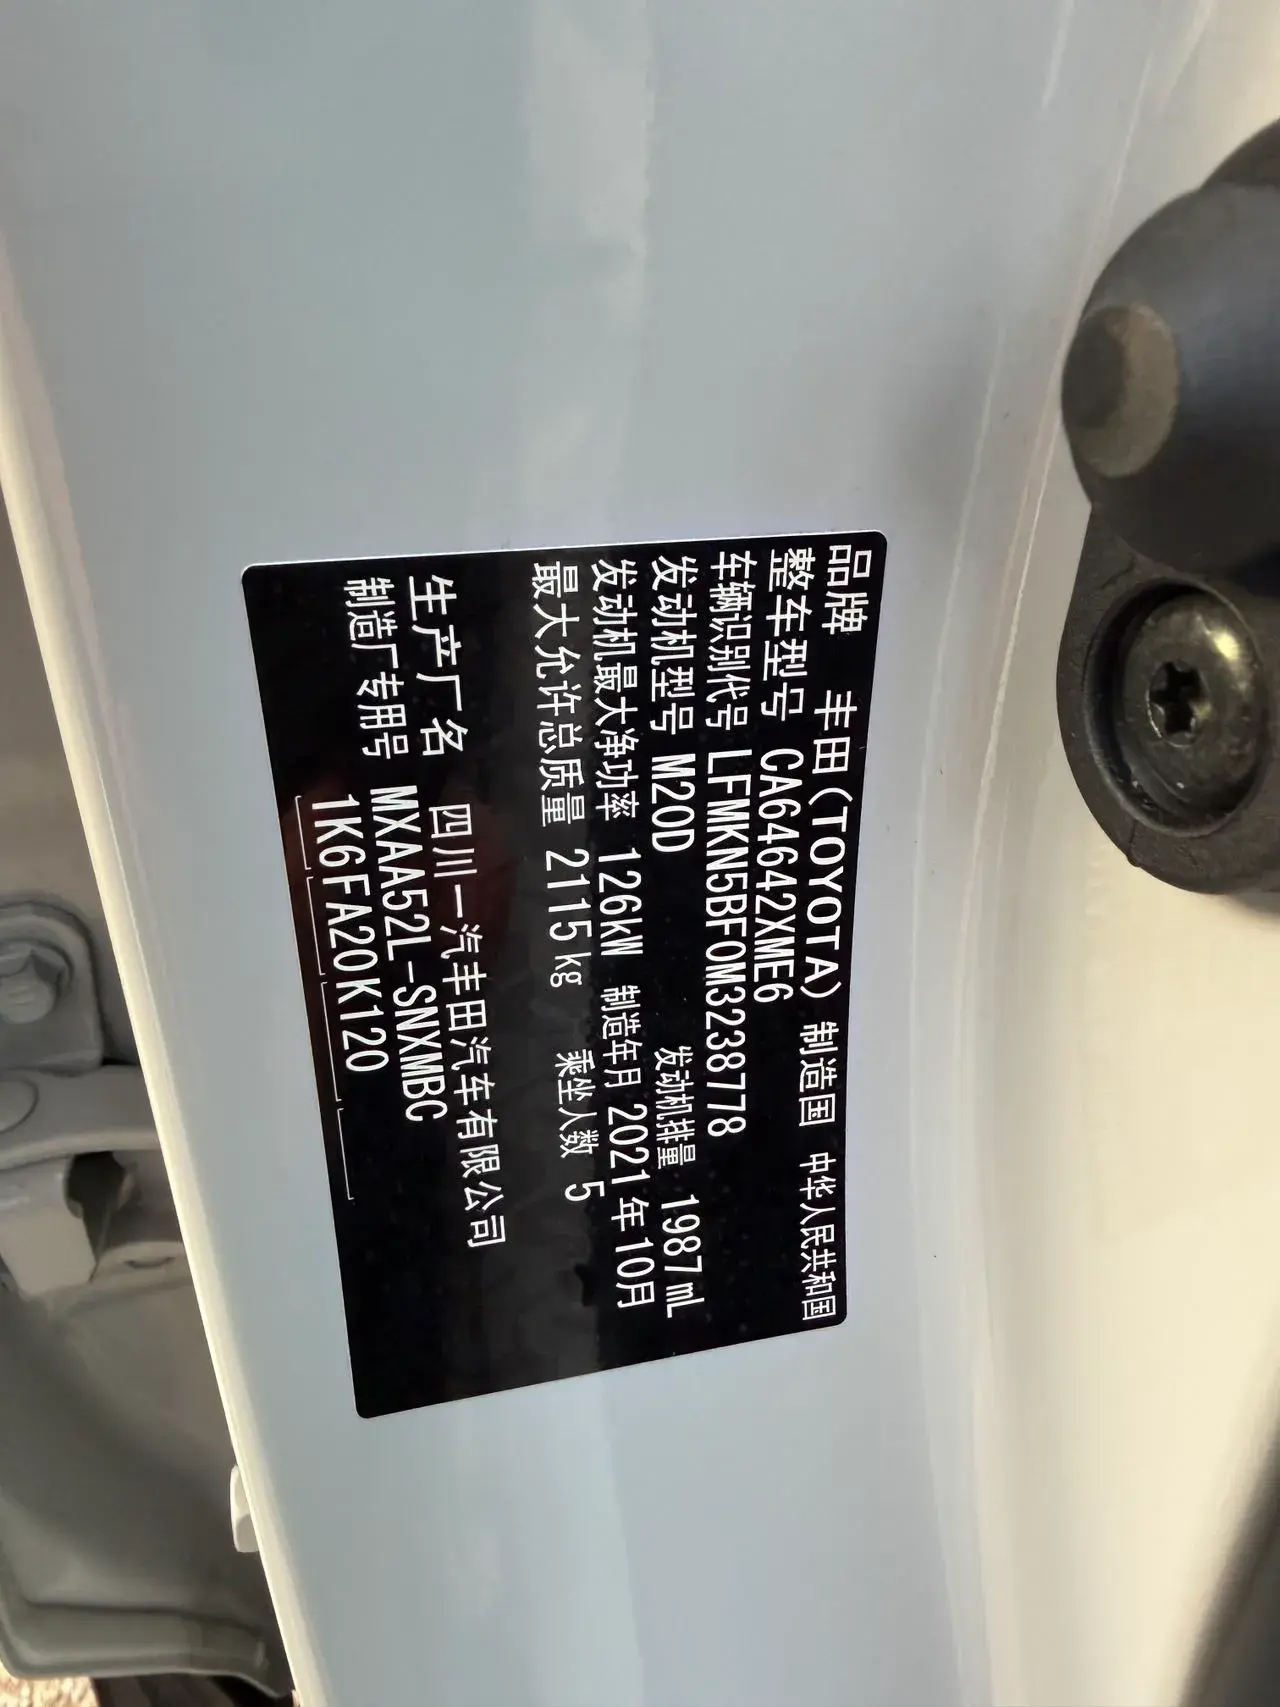 品牌 丰田(TOYOTA) 制造国 中华人民共和国
整车型号 CA64642XME6
车辆识别代号 LFMKN5BF0M3238778
发动机型号 M20D 发动机排量 1987mL
发动机最大净功率 126kW 制造年月 2021年10月
最大允许总质量 2115kg 乘坐人数 5
生产厂名 四川一汽丰田汽车有限公司
制造厂专用号 MXAA52L-SNXMBC
1K6FA20K120